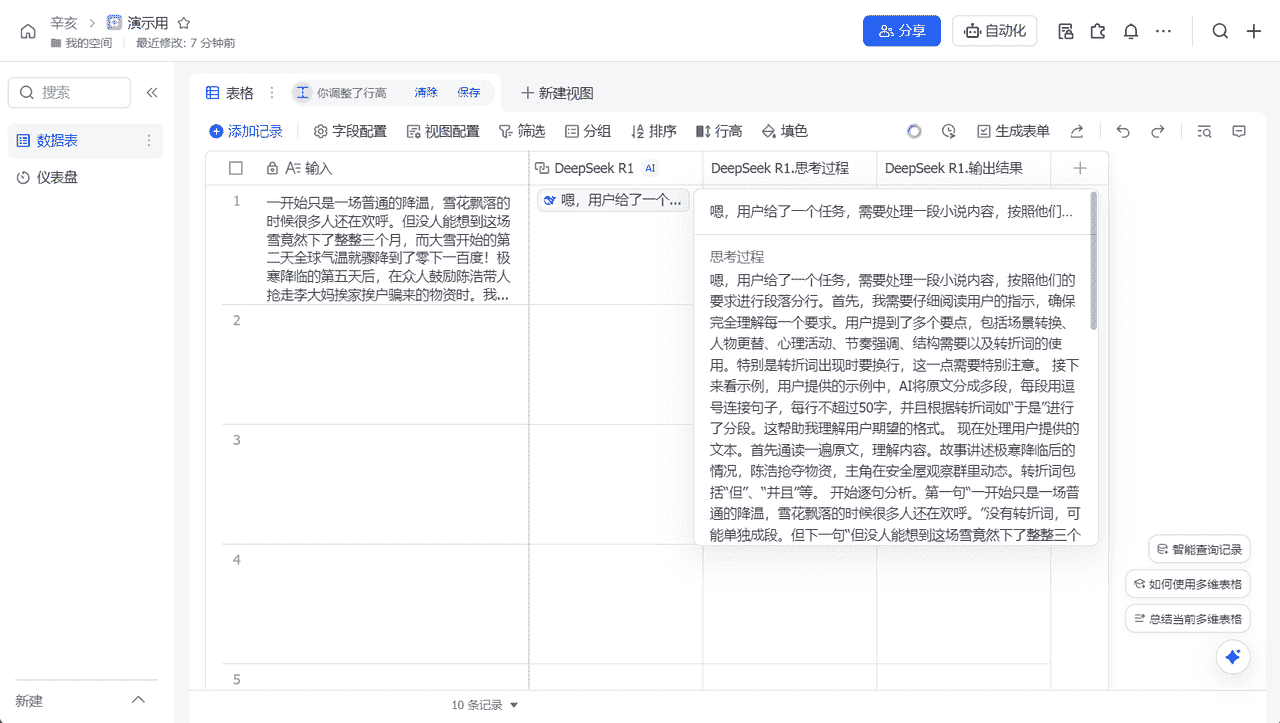 辛亥
演示用
我的空间
最近修改: 7 分钟前
分享
自动化
搜索
数据表
仪表盘
新建
表格
你调整了行高
清除
保存
新建视图
添加记录
字段配置
视图配置
筛选
分组
排序
行高
填色
生成表单
输入
DeepSeek R1
AI
DeepSeek R1.思考过程
DeepSeek R1.输出结果
1
一开始只是一场普通的降温，雪花飘落的
时候很多人还在欢呼。但没人能想到这场
雪竟然下了整整三个月，而大雪开始的第
二天全球气温就骤降到了零下一百度！极
寒降临的第五天后，在众人鼓励陈浩带人
抢走李大妈挨家挨户骗来的物资时。我...
嗯，用户给了一个...
嗯，用户给了一个任务，需要处理一段小说内容，按照他们...
思考过程
嗯，用户给了一个任务，需要处理一段小说内容，按照他们的
要求进行段落分行。首先，我需要仔细阅读用户的指示，确保
完全理解每一个要求。用户提到了多个要点，包括场景转换、
人物更替、心理活动、节奏强调、结构需要以及转折词的使
用。特别是转折词出现时要换行，这一点需要特别注意。 接下
来看示例，用户提供的示例中，AI将原文分成多段，每段用逗
号连接句子，每行不超过50字，并且根据转折词如“于是”进行
了分段。这帮助我理解用户期望的格式。 现在处理用户提供的
文本。首先通读一遍原文，理解内容。故事讲述极寒降临后的
情况，陈浩抢夺物资，主角在安全屋观察群里动态。转折词包
括“但”、“并且”等。 开始逐句分析。第一句“一开始只是一场普
通的降温，雪花飘落的时候很多人还在欢呼。”没有转折词，可
能单独成段。但下一句“但没人能想到这场雪竟然下了整整三个
2
3
4
5
10 条记录
智能查询记录
如何使用多维表格
总结当前多维表格